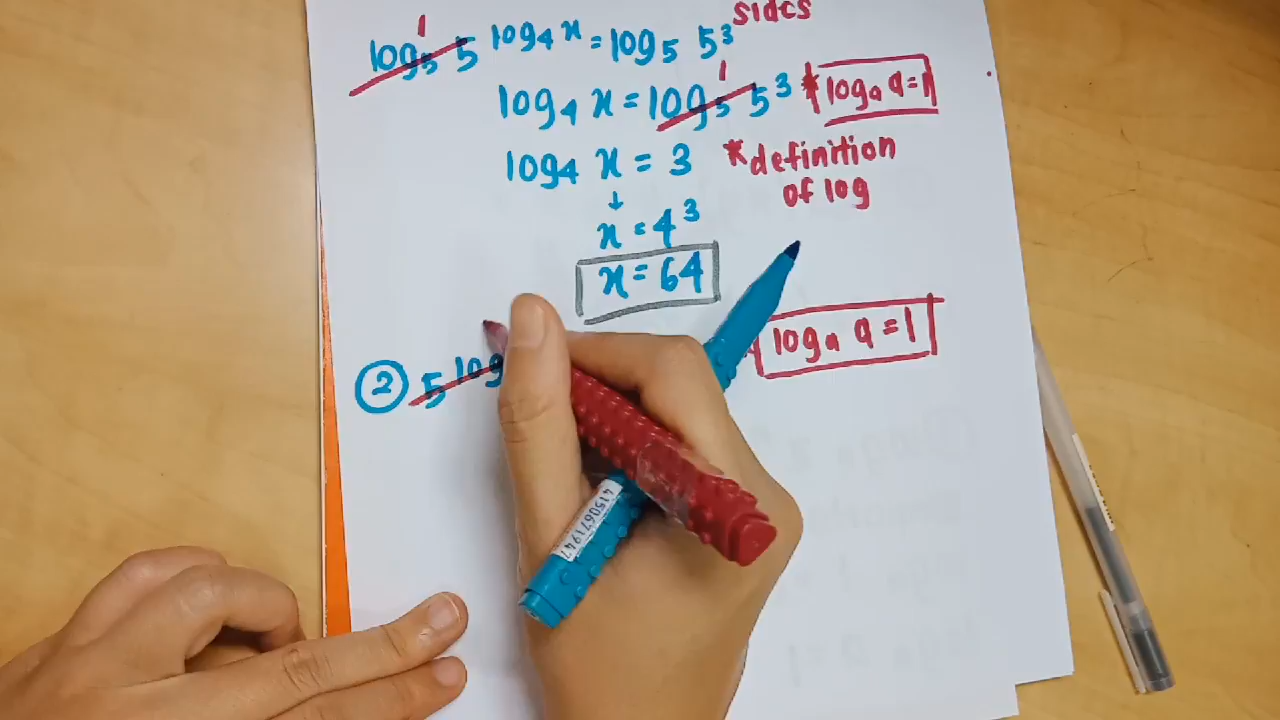 sides
1
log₅ 5 log₄ x = log₅ 5³
1
log₄ x = log₅ 5³ * logₐ a = 1
log₄ x = 3 * definition
of log
↓
x = 4³
x = 64
logₐ a = 1
② 5 log
4150671947